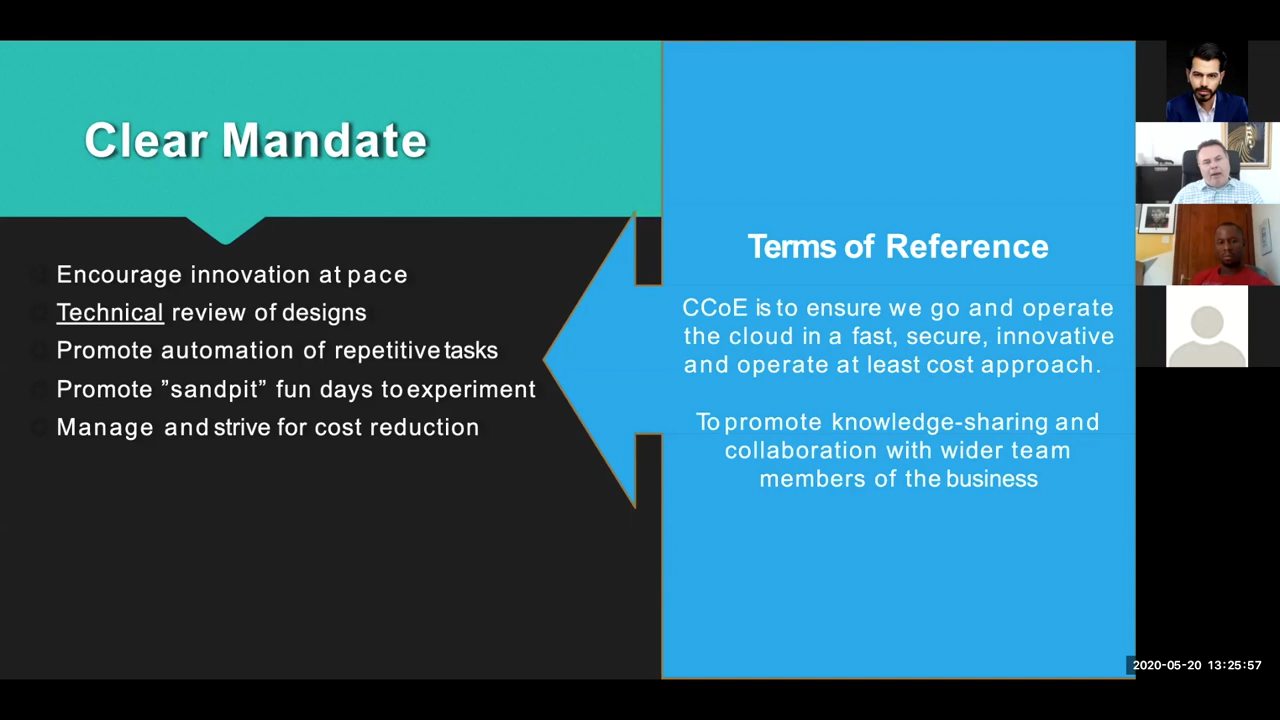 Clear Mandate
Encourage innovation at pace
Technical review of designs
Promote automation of repetitive tasks
Promote ”sandpit” fun days to experiment
Manage and strive for cost reduction
Terms of Reference
CCoE is to ensure we go and operate
the cloud in a fast, secure, innovative
and operate at least cost approach.
To promote knowledge-sharing and
collaboration with wider team
members of the business
2020-05-20 13:25:57